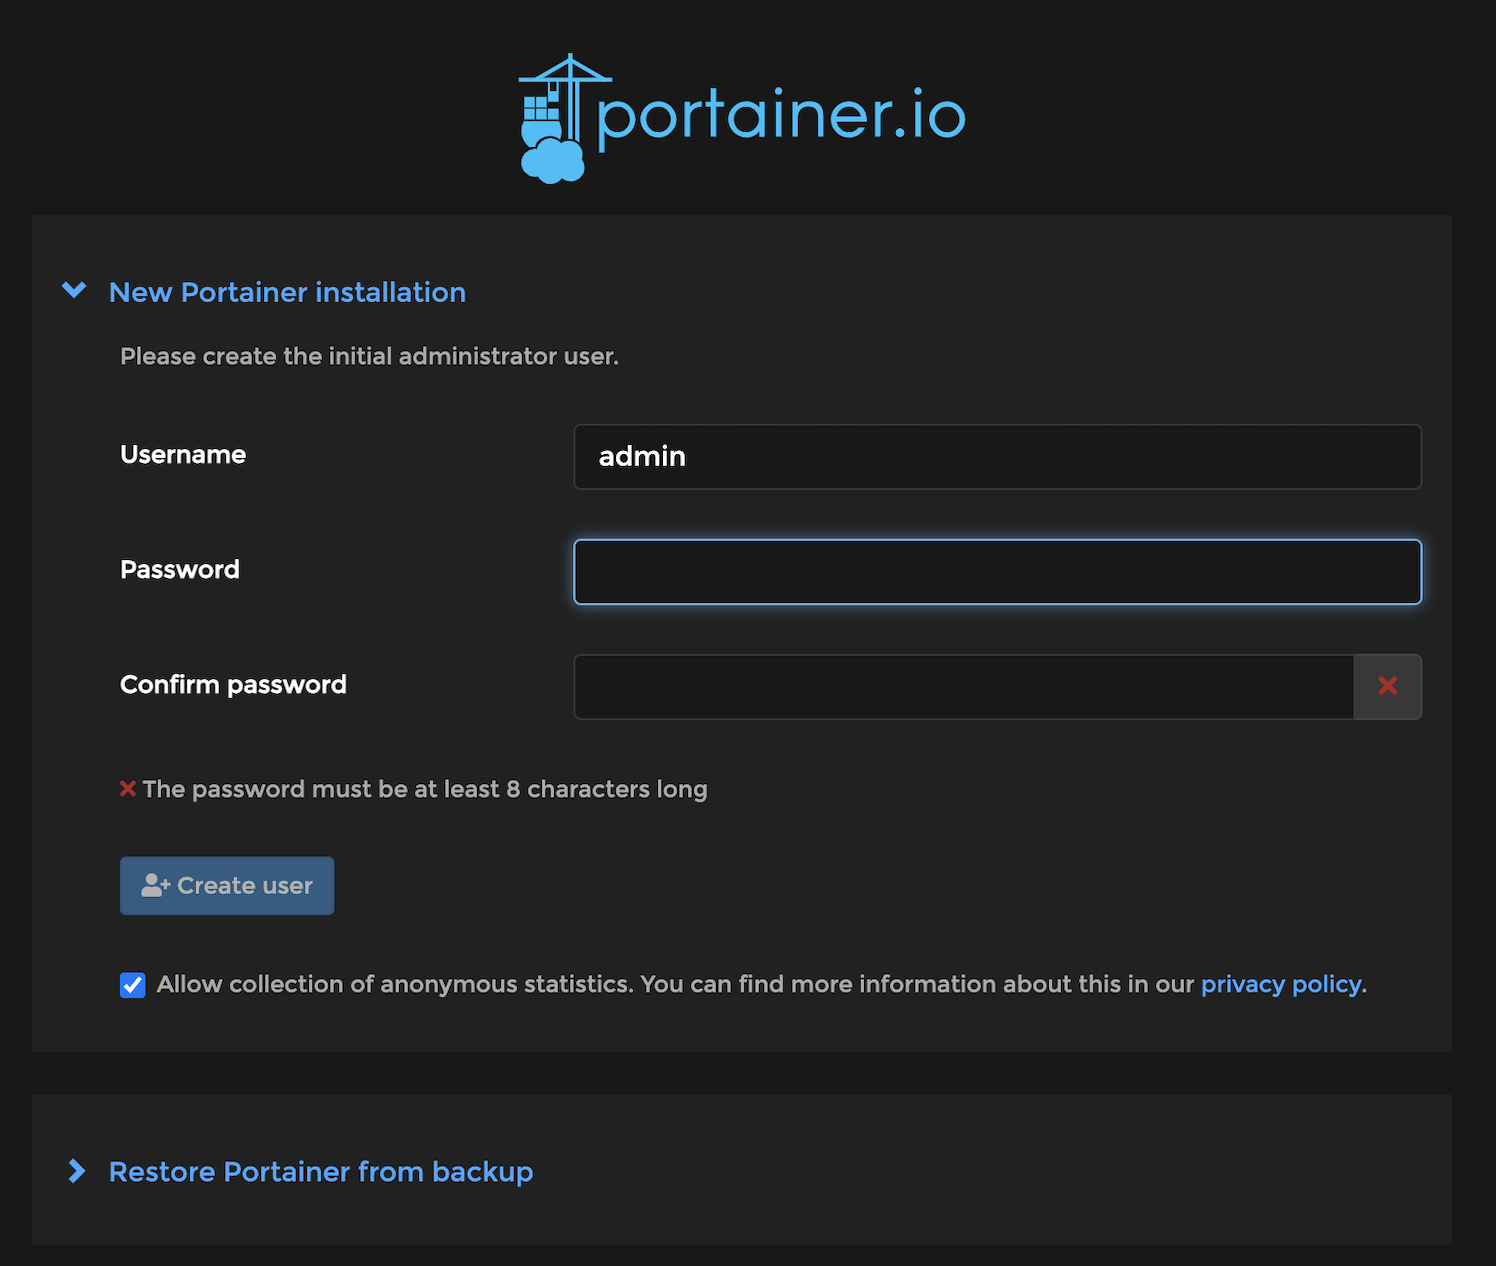 portainer.io
New Portainer installation
Please create the initial administrator user.
Username
admin
Password
Confirm password
The password must be at least 8 characters long
Create user
Allow collection of anonymous statistics. You can find more information about this in our privacy policy.
Restore Portainer from backup